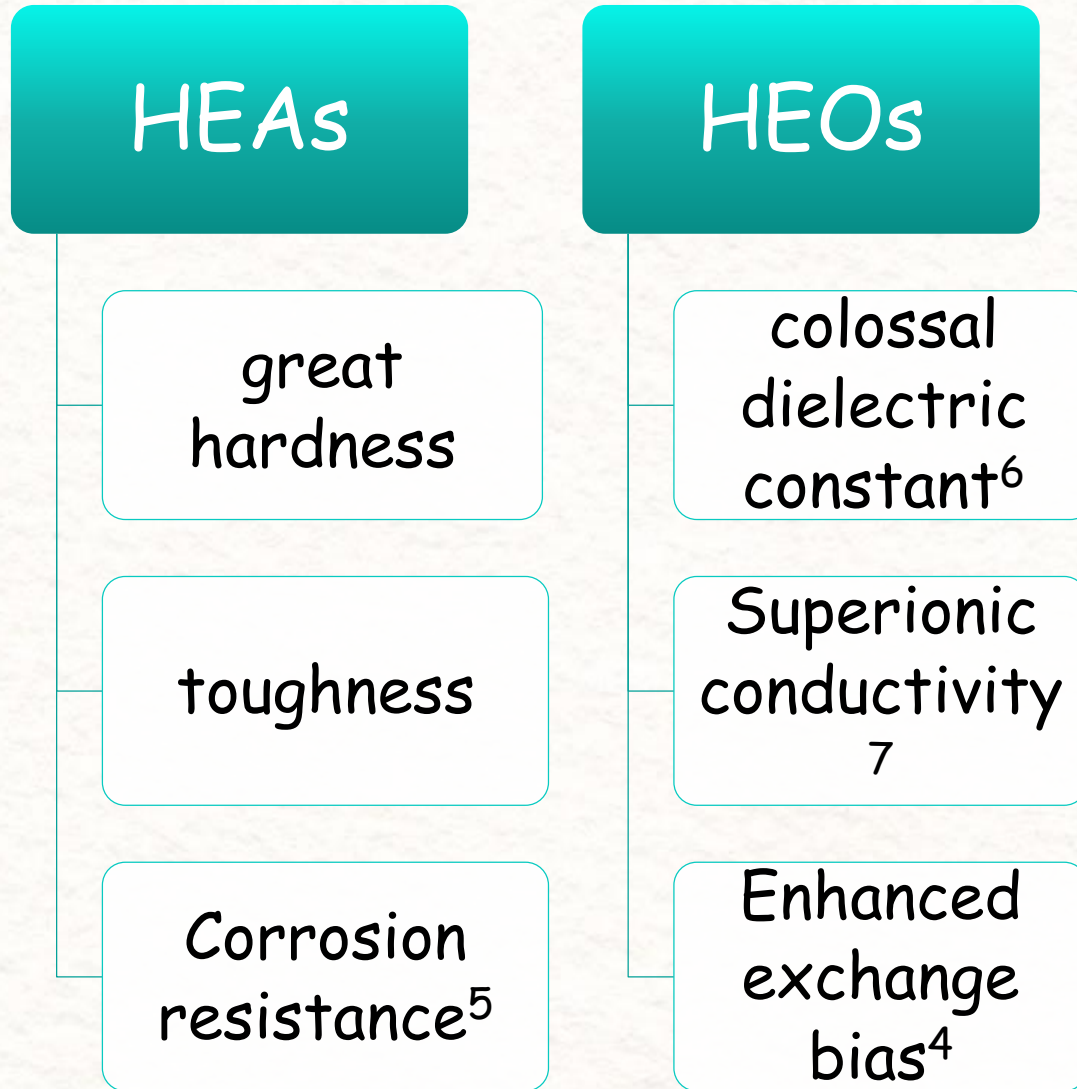 HEAs
great
hardness
toughness
Corrosion
resistance⁵
HEOs
colossal
dielectric
constant⁶
Superionic
conductivity
⁷
Enhanced
exchange
bias⁴